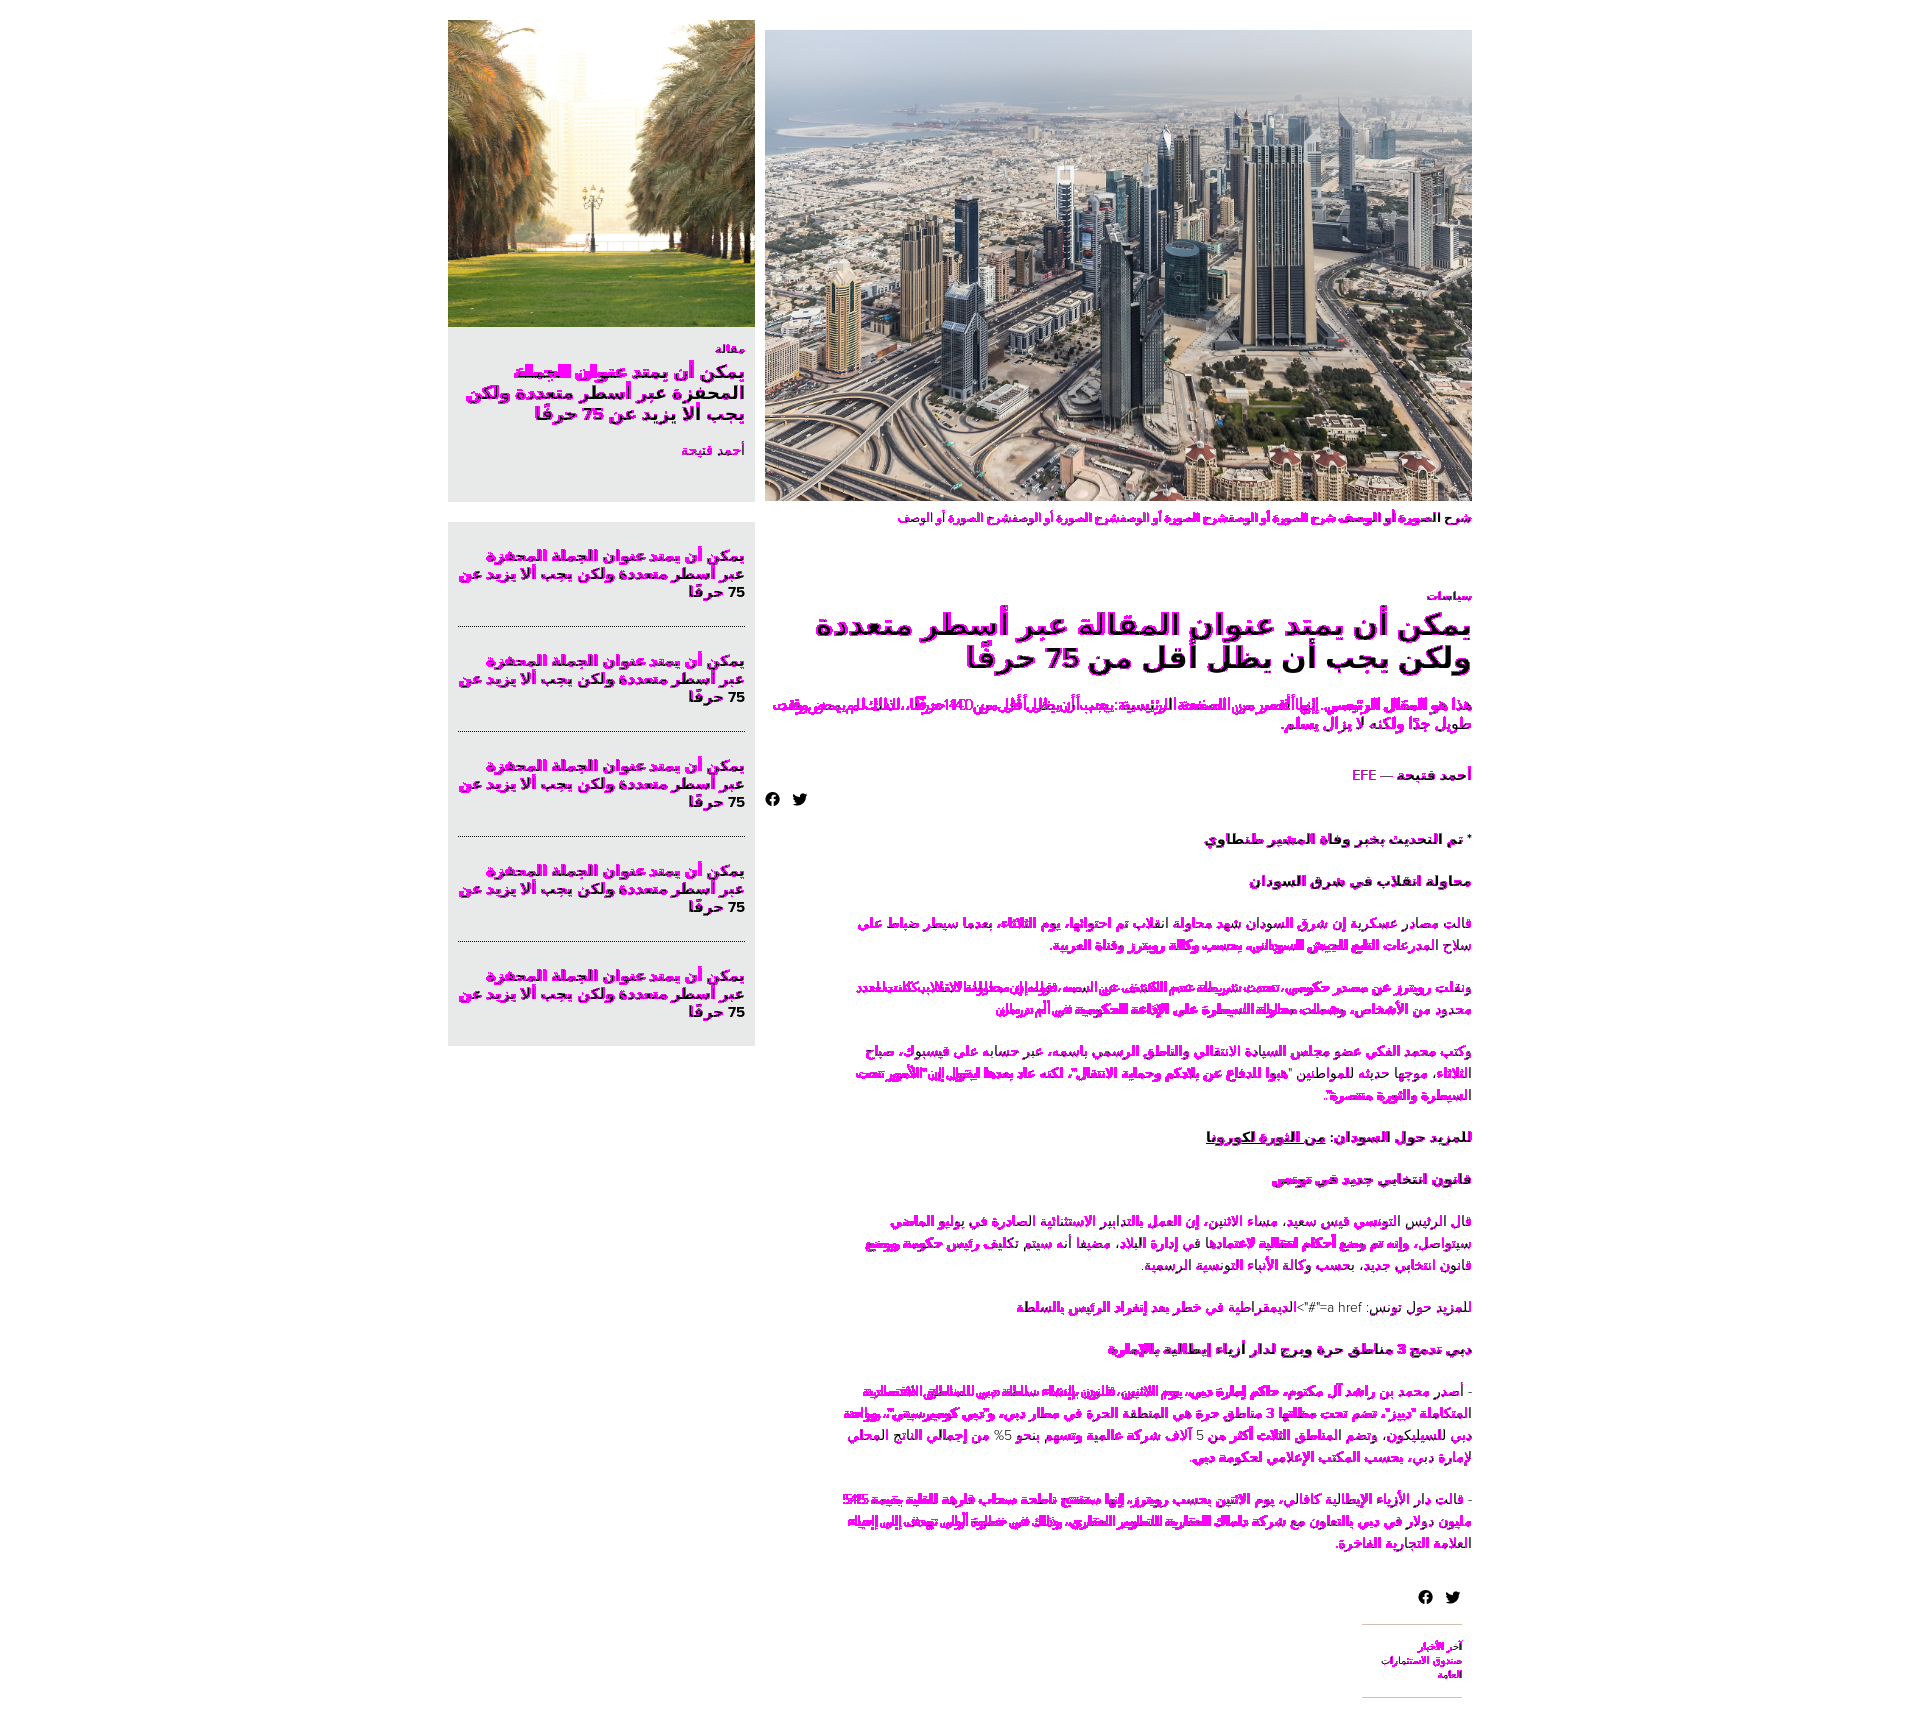 شرح الصورة أو الوصف شرح الصورة أو الوصفشرح الصورة أو الوصفشرح الصورة أو الوصفشرح الصورة أو الوصف
سياسات
يمكن أن يمتد عنوان المقالة عبر أسطر متعددة
ولكن يجب أن يظل أقل من 75 حرفًا
هذا هو المقال الرئيسي. إنها أقصر من الصفحة الرئيسية: يجب أن يظل أقل من 140 حرفًا، لذلك لم يمض وقت
طويل جدًا ولكنه لا يزال يسلم.
أحمد فتيحة — EFE
* تم التحديث بخبر وفاة المشير طنطاوي
محاولة انقلاب في شرق السودان
قالت مصادر عسكرية إن شرق السودان شهد محاولة انقلاب تم احتوائها، يوم الثلاثاء، بعدما سيطر ضباط على
سلاح المدرعات التابع للجيش السوداني، بحسب وكالة رويترز وقناة العربية.
ونقلت رويترز عن مصدر حكومي، تحدث شريطة عدم الكشف عن اسمه، قوله إن محاولة الانقلاب كانت لعدد
محدود من الأشخاص، وشملت محاولة السيطرة على الإذاعة الحكومية في أم درمان
وكتب محمد الفكي عضو مجلس السيادة الانتقالي والناطق الرسمي باسمه، عبر حسابه على فيسبوك، صباح
الثلاثاء، موجها حديثه للمواطنين "هبوا للدفاع عن بلادكم وحماية الانتقال"، لكنه عاد بعدها ليقول إن "الأمور تحت
السيطرة والثورة منتصرة".
للمزيد حول السودان: من الثورة لكورونا
قانون انتخابي جديد في تونس
قال الرئيس التونسي قيس سعيد، مساء الاثنين، إن العمل بالتدابير الاستثنائية الصادرة في يوليو الماضي
سيتواصل، وإنه تم وضع أحكام انتقالية لاعتمادها في إدارة البلاد، مضيفا أنه سيتم تكليف رئيس حكومة ووضع
قانون انتخابي جديد، بحسب وكالة الأنباء التونسية الرسمية.
للمزيد حول تونس: a href="#">الديمقراطية في خطر بعد إنفراد الرئيس بالسلطة
دبي تدمج 3 مناطق حرة وبرج لدار أزياء إيطالية بالإمارة
- أصدر محمد بن راشد آل مكتوم، حاكم إمارة دبي، يوم الاثنين، قانون بإنشاء سلطة دبي للمناطق الاقتصادية
المتكاملة "دييز"، تضم تحت مظلتها 3 مناطق حرة هي المنطقة الحرة في مطار دبي، و"دبي كوميرسيتي"، وواحة
دبي للسيليكون، وتضم المناطق الثلاث أكثر من 5 آلاف شركة عالمية وتسهم بنحو 5% من إجمالي الناتج المحلي
لإمارة دبي، بحسب المكتب الإعلامي لحكومة دبي.
- قالت دار الأزياء الإيطالية كافالي، يوم الاثنين بحسب رويترز، إنها ستفتتح ناطحة سحاب فارهة للغاية بقيمة 545
مليون دولار في دبي بالتعاون مع شركة داماك العقارية للتطوير العقاري، وذلك في خطوة أولى تهدف إلى إحياء
العلامة التجارية الفاخرة.
آخر الأخبار
صندوق الاستثمارات
العامة
مقالة
يمكن أن يمتد عنوان الجملة
المحفزة عبر أسطر متعددة ولكن
يجب ألا يزيد عن 75 حرفًا
أحمد فتيحة
يمكن أن يمتد عنوان الجملة المحفزة
عبر أسطر متعددة ولكن يجب ألا يزيد عن
75 حرفًا
يمكن أن يمتد عنوان الجملة المحفزة
عبر أسطر متعددة ولكن يجب ألا يزيد عن
75 حرفًا
يمكن أن يمتد عنوان الجملة المحفزة
عبر أسطر متعددة ولكن يجب ألا يزيد عن
75 حرفًا
يمكن أن يمتد عنوان الجملة المحفزة
عبر أسطر متعددة ولكن يجب ألا يزيد عن
75 حرفًا
يمكن أن يمتد عنوان الجملة المحفزة
عبر أسطر متعددة ولكن يجب ألا يزيد عن
75 حرفًا